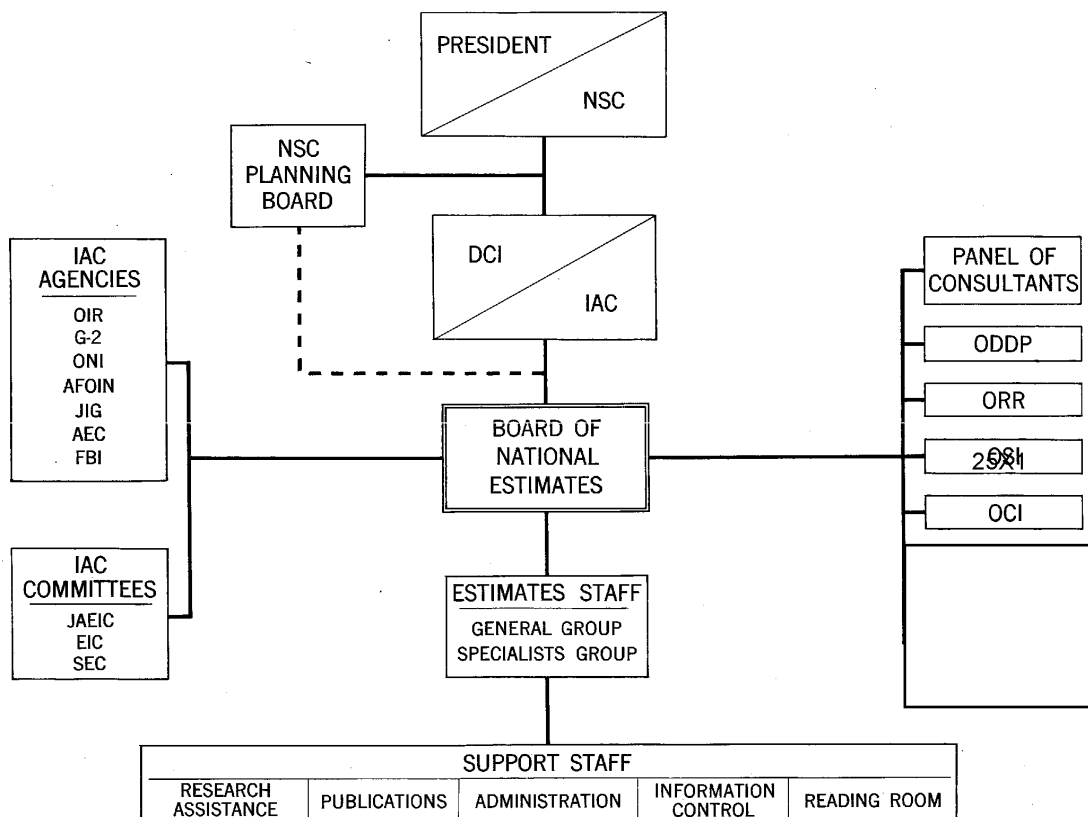 PRESIDENT
NSC
NSC
PLANNING
BOARD
DCI
IAC
IAC
AGENCIES
OIR
G-2
ONI
AFOIN
JIG
AEC
FBI
IAC
COMMITTEES
JAEIC
EIC
SEC
BOARD OF
NATIONAL
ESTIMATES
PANEL OF
CONSULTANTS
ODDP
ORR
OSI
25X1
OCI
ESTIMATES STAFF
GENERAL GROUP
SPECIALISTS GROUP
SUPPORT STAFF
RESEARCH
ASSISTANCE
PUBLICATIONS
ADMINISTRATION
INFORMATION
CONTROL
READING ROOM